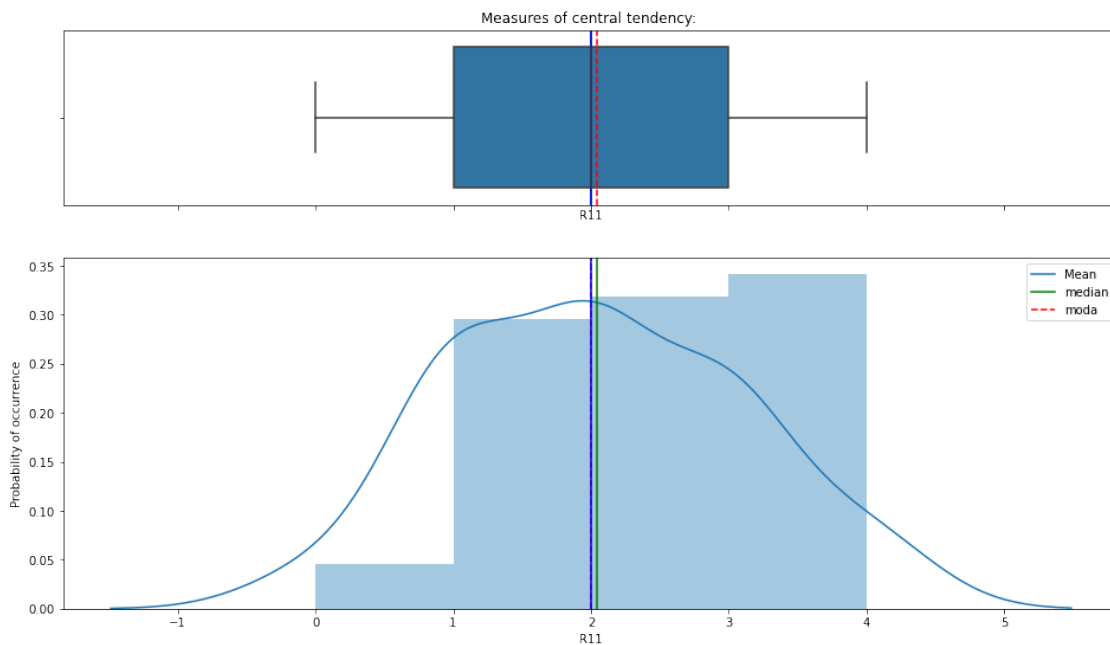 Measures of central tendency:
R11
0.35
0.30
0.25
0.20
0.15
0.10
0.05
0.00
Probability of occurrence
Mean
median
moda
−1
0
1
2
3
4
5
R11